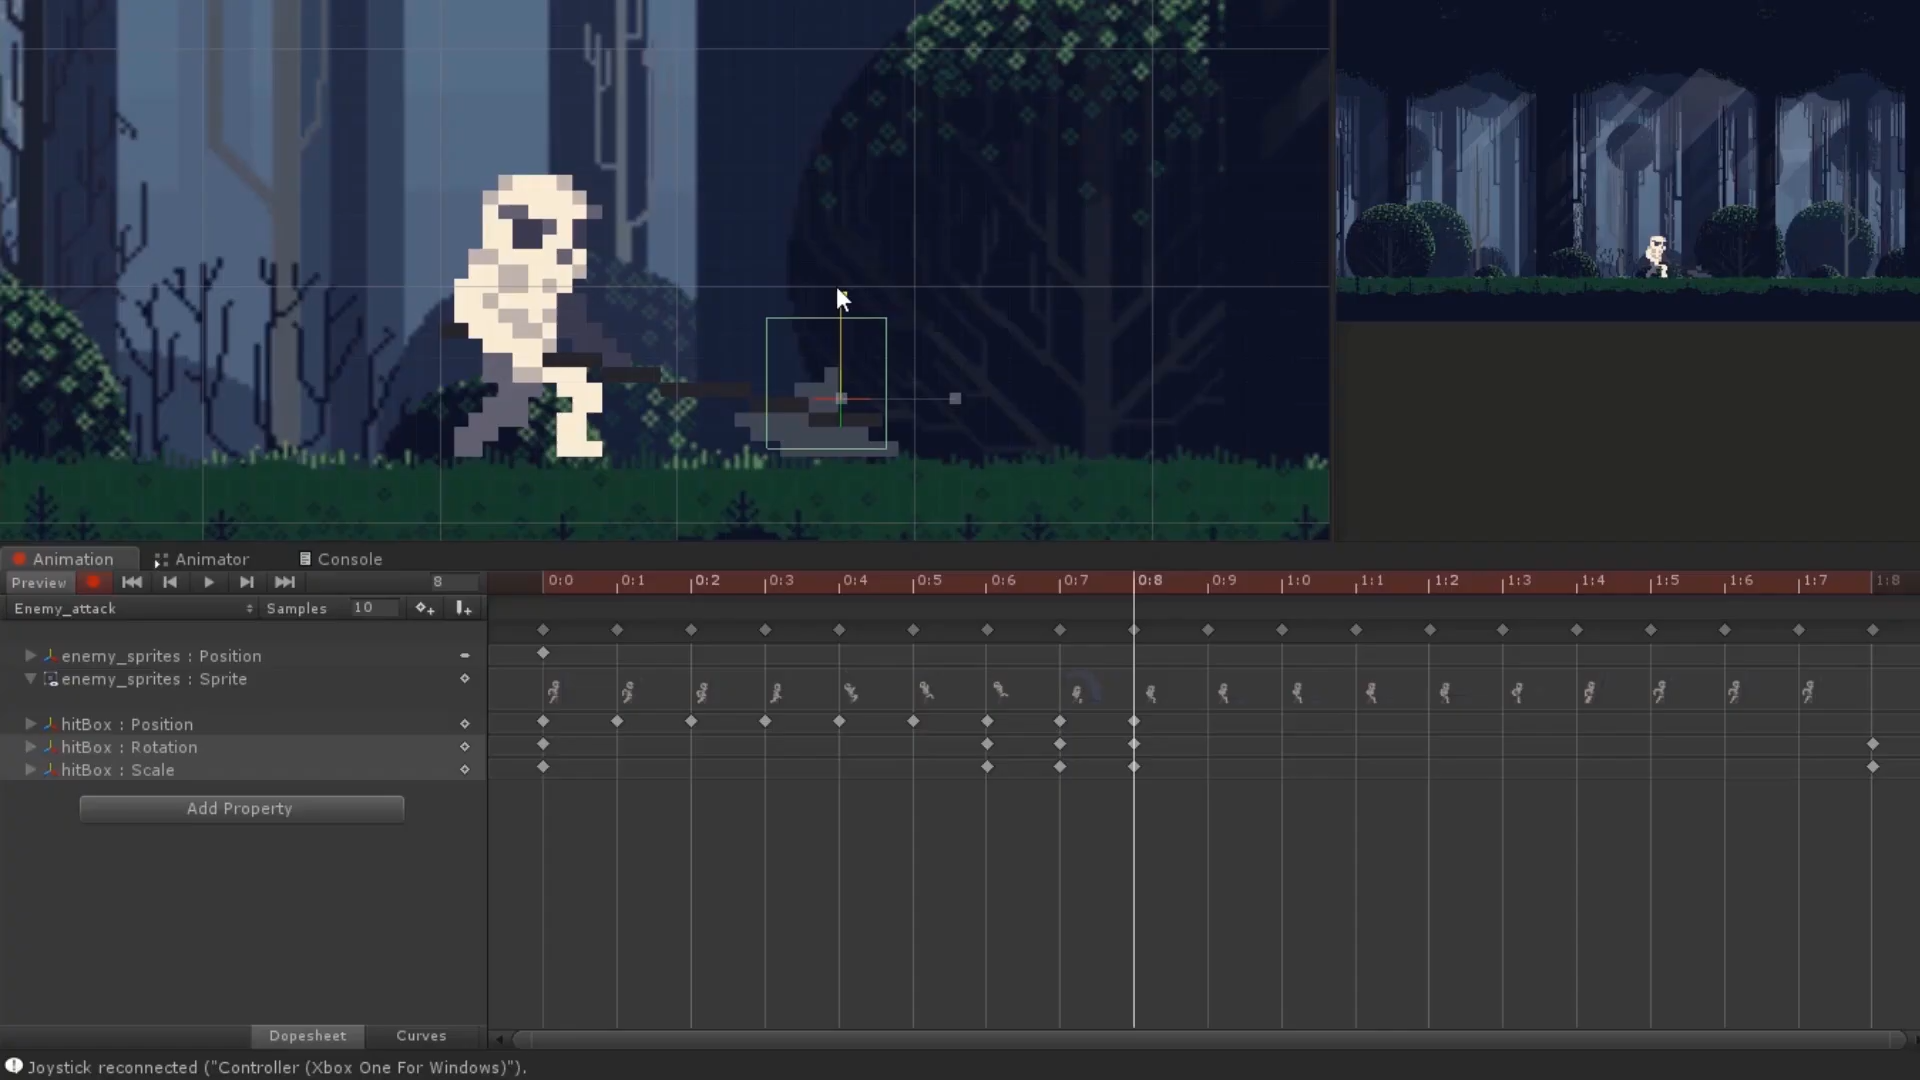 Animation Animator Console
Preview 8 0:0 0:1 0:2 0:3 0:4 0:5 0:6 0:7 0:8 0:9 1:0 1:1 1:2 1:3 1:4 1:5 1:6 1:7 1:8
Enemy_attack Samples 10
enemy_sprites : Position
enemy_sprites : Sprite
hitBox : Position
hitBox : Rotation
hitBox : Scale
Add Property
Dopesheet Curves
Joystick reconnected ("Controller (Xbox One For Windows)").